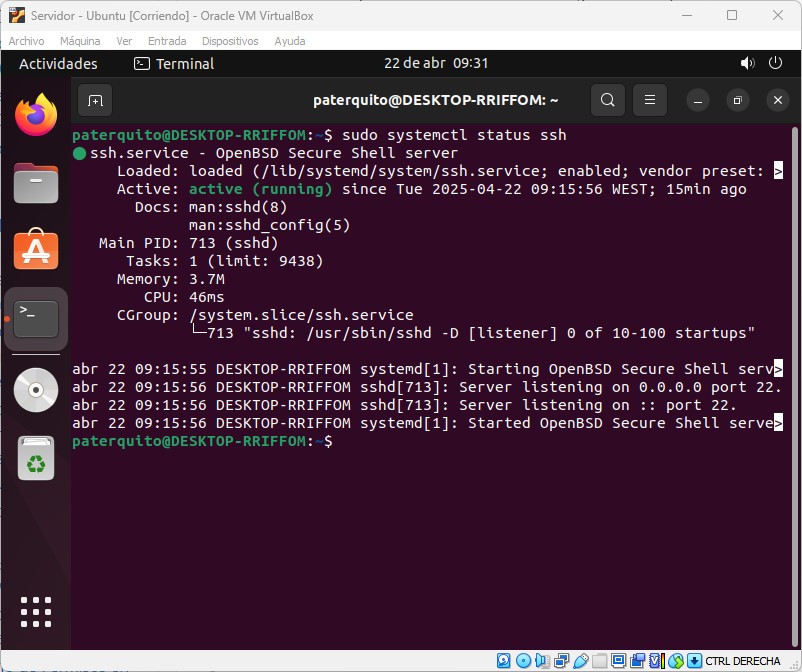 Servidor - Ubuntu [Corriendo] - Oracle VM VirtualBox
Archivo Máquina Ver Entrada Dispositivos Ayuda
Actividades Terminal 22 de abr 09:31
paterquito@DESKTOP-RRIFFOM: ~
paterquito@DESKTOP-RRIFFOM:~$ sudo systemctl status ssh
ssh.service - OpenBSD Secure Shell server
Loaded: loaded (/lib/systemd/system/ssh.service; enabled; vendor preset: >
Active: active (running) since Tue 2025-04-22 09:15:56 WEST; 15min ago
Docs: man:sshd(8)
man:sshd_config(5)
Main PID: 713 (sshd)
Tasks: 1 (limit: 9438)
Memory: 3.7M
CPU: 46ms
CGroup: /system.slice/ssh.service
└─713 "sshd: /usr/sbin/sshd -D [listener] 0 of 10-100 startups"
abr 22 09:15:55 DESKTOP-RRIFFOM systemd[1]: Starting OpenBSD Secure Shell serv>
abr 22 09:15:56 DESKTOP-RRIFFOM sshd[713]: Server listening on 0.0.0.0 port 22.
abr 22 09:15:56 DESKTOP-RRIFFOM sshd[713]: Server listening on :: port 22.
abr 22 09:15:56 DESKTOP-RRIFFOM systemd[1]: Started OpenBSD Secure Shell serve>
paterquito@DESKTOP-RRIFFOM:~$
CTRL DERECHA